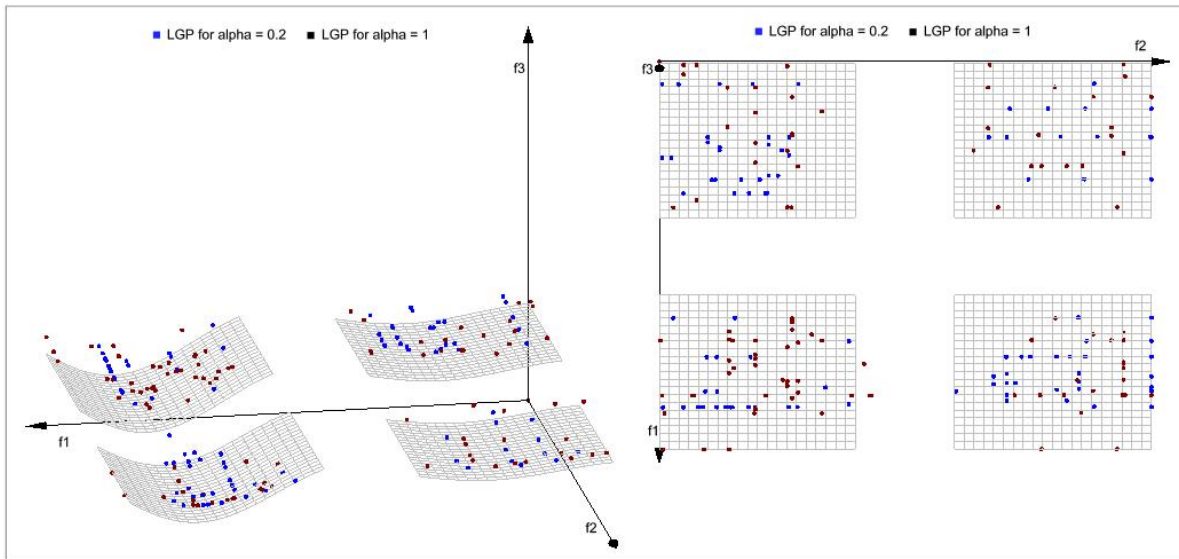 LGP for alpha = 0.2 LGP for alpha = 1
f3
f1
f2
LGP for alpha = 0.2 LGP for alpha = 1
f2
f3
f1